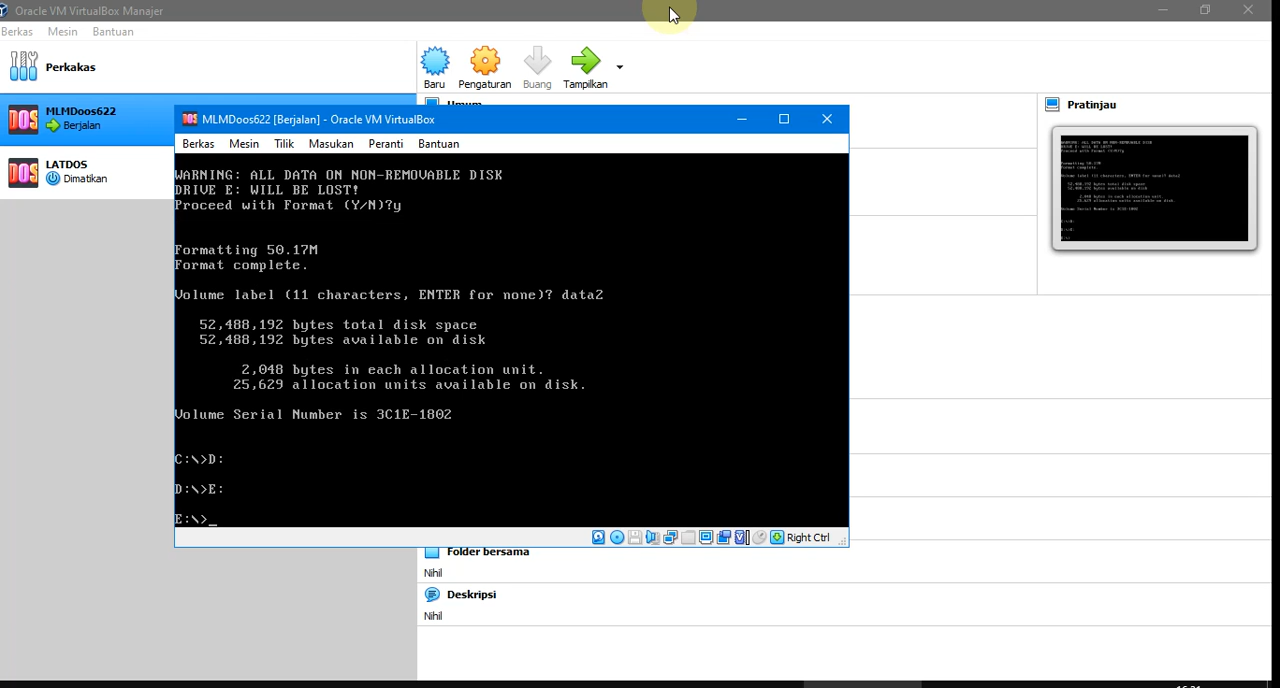 Oracle VM VirtualBox Manajer
Berkas Mesin Bantuan
Perkakas
Baru Pengaturan Buang Tampilkan
MLMDoos622
Berjalan
LATDOS
Dimatikan
Umum
Pratinjau
MLMDoos622 [Berjalan] - Oracle VM VirtualBox
Berkas Mesin Tilik Masukan Peranti Bantuan
WARNING: ALL DATA ON NON-REMOVABLE DISK
DRIVE E: WILL BE LOST!
Proceed with Format (Y/N)?y
Formatting 50.17M
Format complete.
Volume label (11 characters, ENTER for none)? data2
52,488,192 bytes total disk space
52,488,192 bytes available on disk
2,048 bytes in each allocation unit.
25,629 allocation units available on disk.
Volume Serial Number is 3C1E-1802
C:\>D:
D:\>E:
E:\>_
Right Ctrl
Folder bersama
Nihil
Deskripsi
Nihil